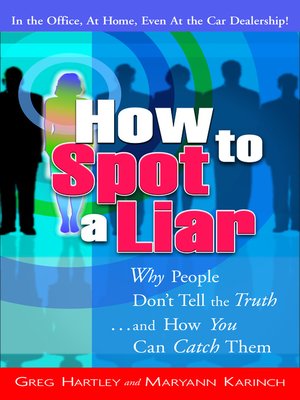 In the Office, At Home, Even At the Car Dealership!
How to
Spot
a Liar
Why People
Don't Tell the Truth
...and How You
Can Catch Them
Greg Hartley and Maryann Karinch